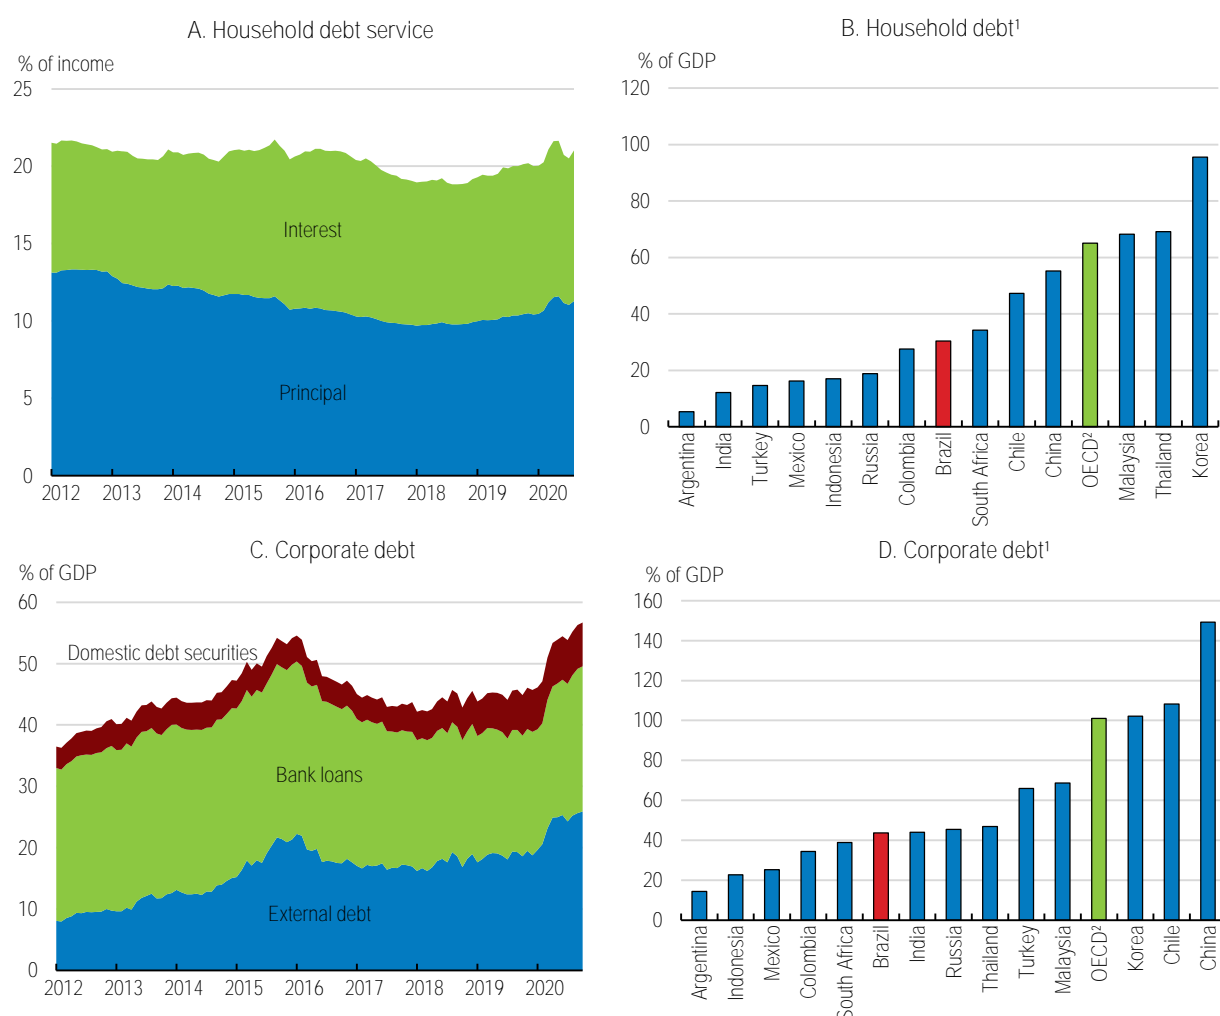 A. Household debt service
% of income
25
20
15
10
5
0
Interest
Principal
2012 2013 2014 2015 2016 2017 2018 2019 2020
B. Household debt¹
% of GDP
120
100
80
60
40
20
0
Argentina
India
Turkey
Mexico
Indonesia
Russia
Colombia
Brazil
South Africa
Chile
China
OECD²
Malaysia
Thailand
Korea
C. Corporate debt
% of GDP
60
50
40
30
20
10
0
Domestic debt securities
Bank loans
External debt
2012 2013 2014 2015 2016 2017 2018 2019 2020
D. Corporate debt¹
% of GDP
160
140
120
100
80
60
40
20
0
Argentina
Indonesia
Mexico
Colombia
South Africa
Brazil
India
Russia
Thailand
Turkey
Malaysia
OECD²
Korea
Chile
China